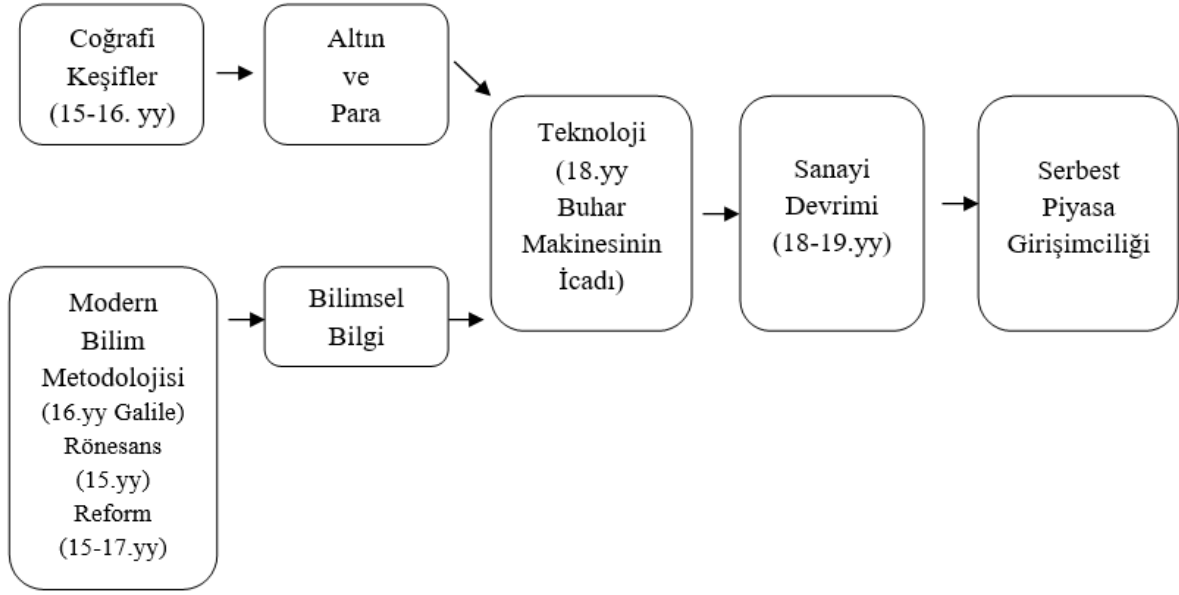 Coğrafi
Keşifler
(15-16. yy)
Altın
ve
Para
Teknoloji
(18.yy
Buhar
Makinesinin
İcadı)
Sanayi
Devrimi
(18-19.yy)
Serbest
Piyasa
Girişimciliği
Modern
Bilim
Metodolojisi
(16.yy Galile)
Rönesans
(15.yy)
Reform
(15-17.yy)
Bilimsel
Bilgi